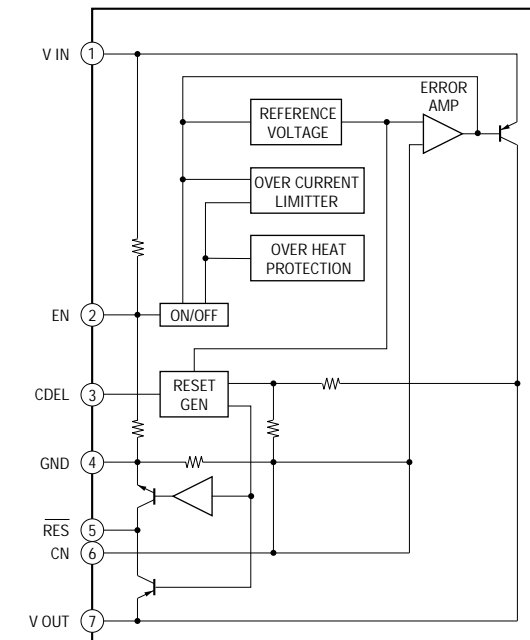 V IN 1
ERROR
AMP
REFERENCE
VOLTAGE
OVER CURRENT
LIMITTER
OVER HEAT
PROTECTION
EN 2
ON/OFF
CDEL 3
RESET
GEN
GND 4
RES 5
CN 6
V OUT 7